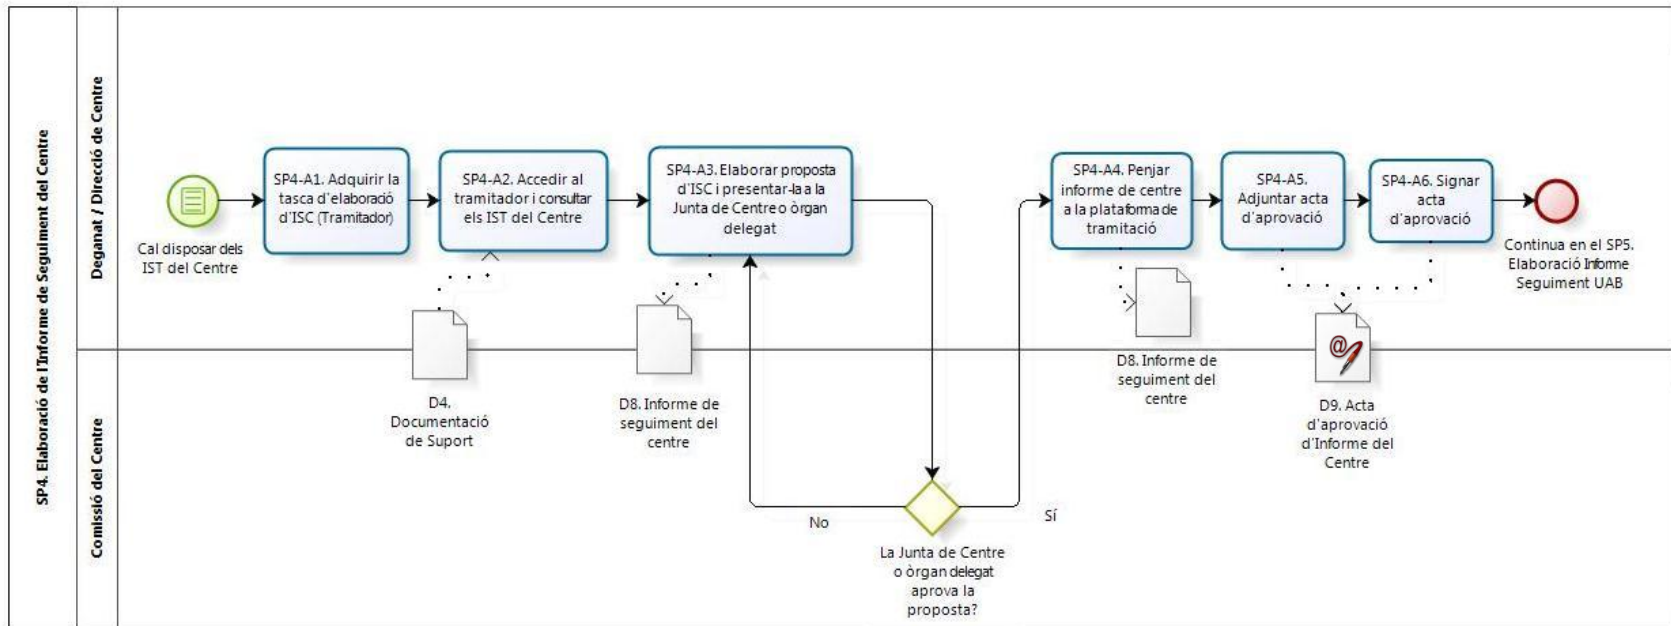 SP4. Elaboració de l'Informe de Seguiment del Centre
Deganat / Direcció de Centre
Comissió del Centre
Cal disposar dels
IST del Centre
SP4-A1. Adquirir la
tasca d'elaboració
d'ISC (Tramitador)
SP4-A2. Accedir al
tramitador i consultar
els IST del Centre
SP4-A3. Elaborar proposta
d'ISC i presentar-la a la
Junta de Centre o òrgan
delegat
SP4-A4. Penjar
informe de centre
a la plataforma de
tramitació
SP4-A5.
Adjuntar acta
d'aprovació
SP4-A6. Signar
acta
d'aprovació
Continua en el SP5.
Elaboració Informe
Seguiment UAB
D4.
Documentació
de Suport
D8. Informe de
seguiment del
centre
D8. Informe de
seguiment del
centre
@
D9. Acta
d'aprovació
d'Informe del
Centre
No
Sí
La Junta de Centre
o òrgan delegat
aprova la
proposta?